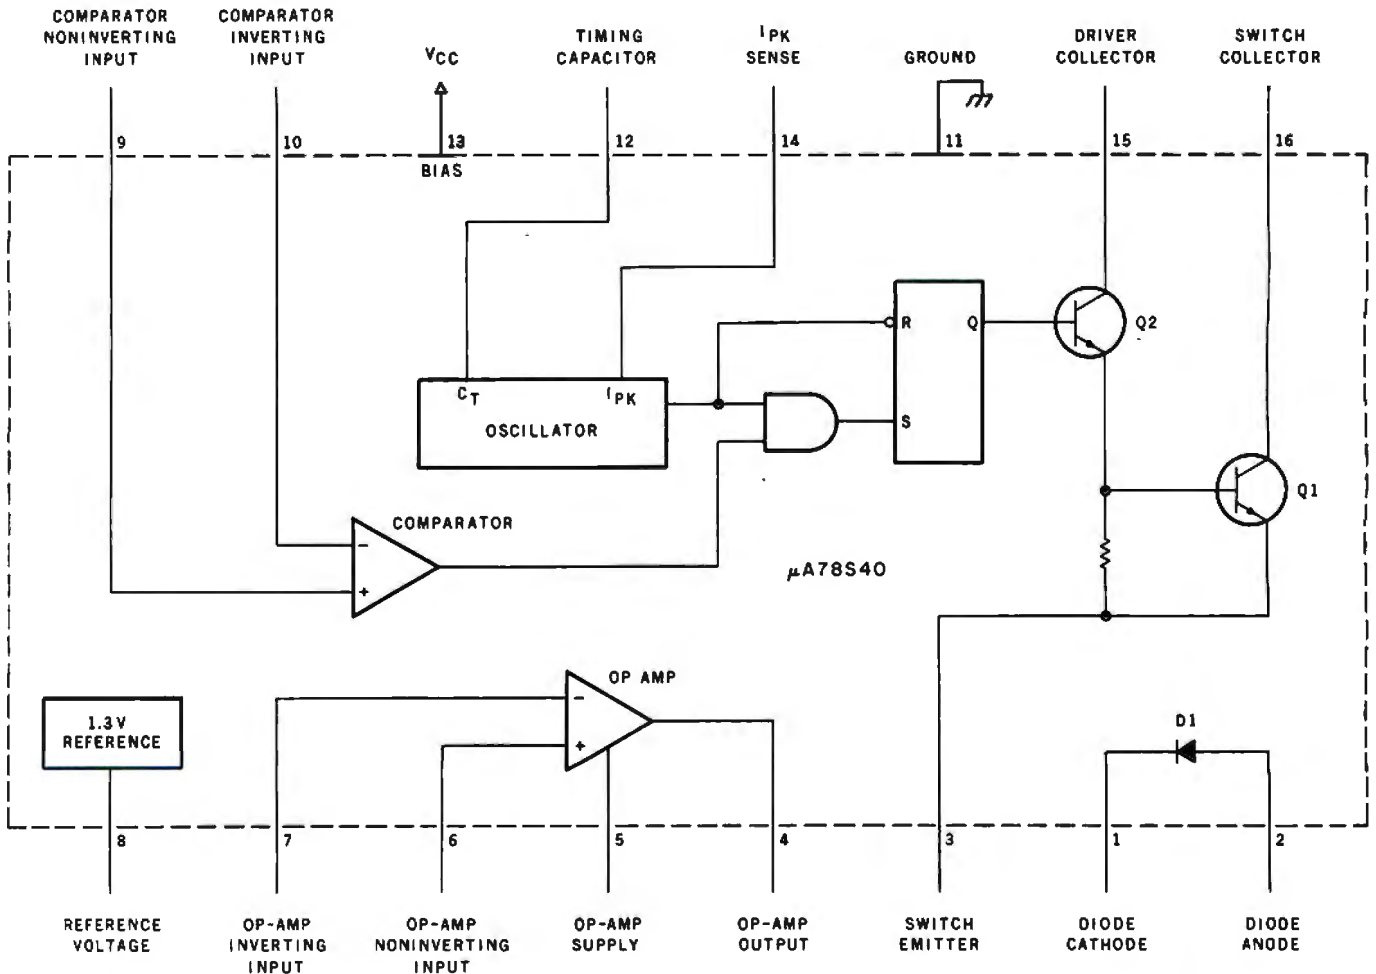 COMPARATOR
NONINVERTING
INPUT
COMPARATOR
INVERTING
INPUT
VCC
TIMING
CAPACITOR
IPK
SENSE
GROUND
DRIVER
COLLECTOR
SWITCH
COLLECTOR
9
10
13
12
14
11
15
16
BIAS
CT
IPK
OSCILLATOR
R
Q
S
Q2
Q1
COMPARATOR
-
+
μA78S40
OP AMP
-
+
1.3V
REFERENCE
D1
8
7
6
5
4
3
1
2
REFERENCE
VOLTAGE
OP-AMP
INVERTING
INPUT
OP-AMP
NONINVERTING
INPUT
OP-AMP
SUPPLY
OP-AMP
OUTPUT
SWITCH
EMITTER
DIODE
CATHODE
DIODE
ANODE